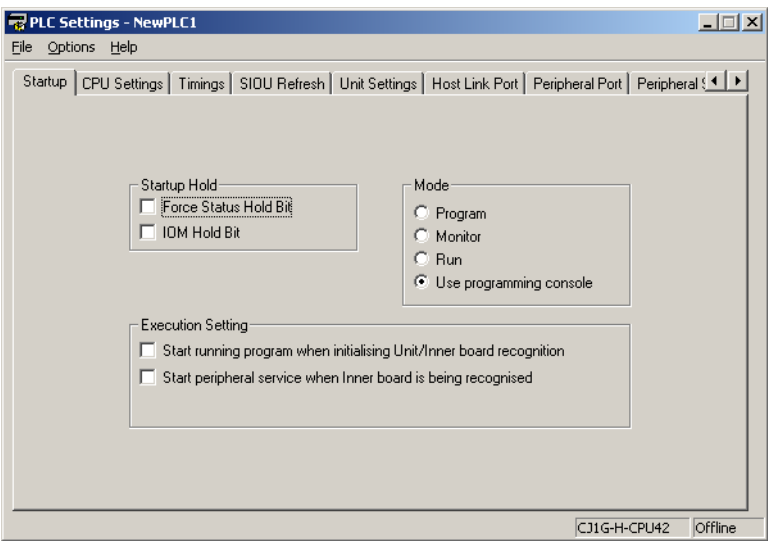 PLC Settings - NewPLC1
File Options Help
Startup CPU Settings Timings SIOU Refresh Unit Settings Host Link Port Peripheral Port Peripheral
Startup Hold
Force Status Hold Bit
IOM Hold Bit
Mode
Program
Monitor
Run
Use programming console
Execution Setting
Start running program when initialising Unit/Inner board recognition
Start peripheral service when Inner board is being recognised
CJ1G-H-CPU42 Offline